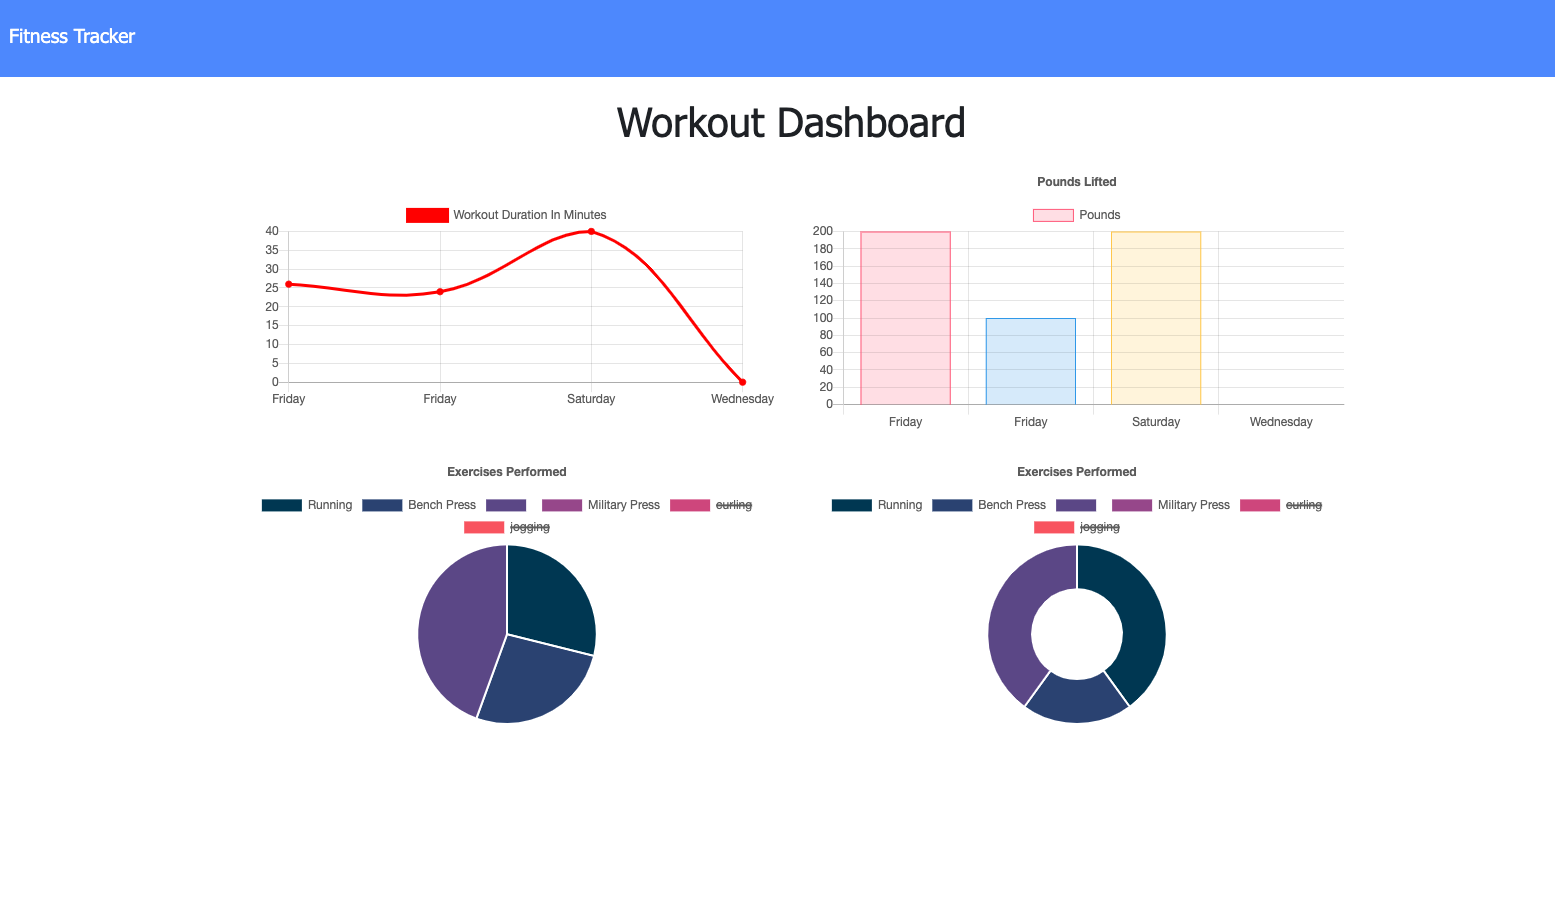 Fitness Tracker
Workout Dashboard
Workout Duration In Minutes
40
35
30
25
20
15
10
5
0
Friday Friday Saturday Wednesday
Pounds Lifted
Pounds
200
180
160
140
120
100
80
60
40
20
0
Friday Friday Saturday Wednesday
Exercises Performed
Running Bench Press Military Press curling
jogging
Exercises Performed
Running Bench Press Military Press curling
jogging